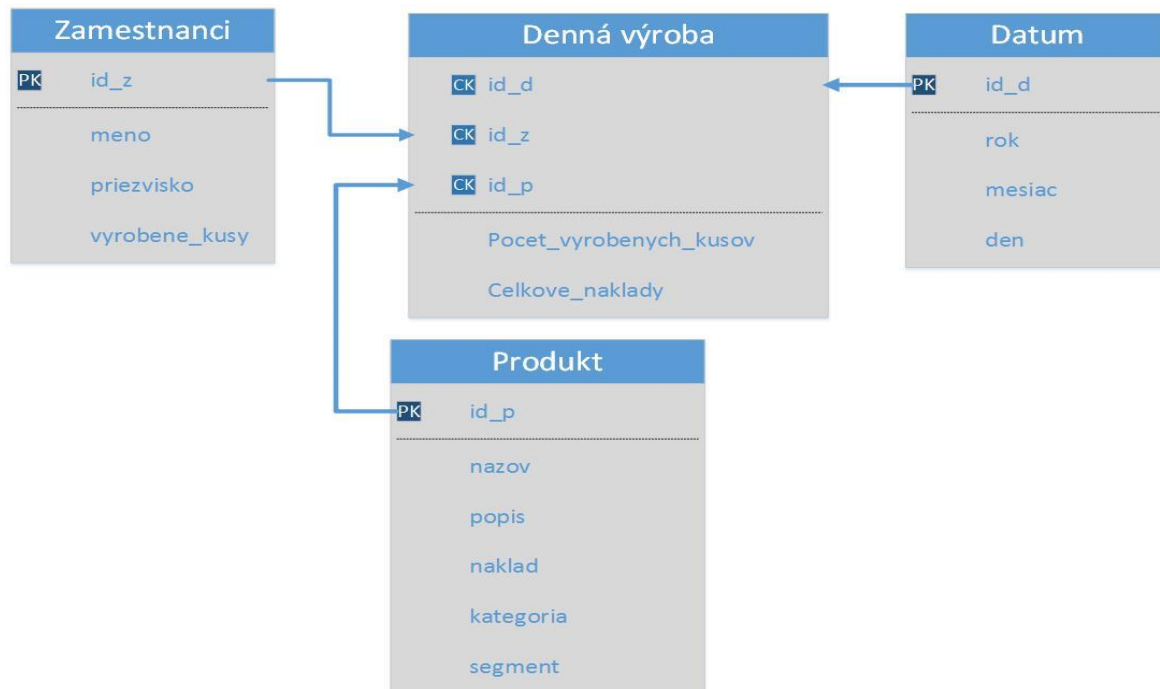 Zamestnanci
PK id_z
meno
priezvisko
vyrobene_kusy
Denná výroba
CK id_d
CK id_z
CK id_p
Pocet_vyrobenych_kusov
Celkove_naklady
Datum
PK id_d
rok
mesiac
den
Produkt
PK id_p
nazov
popis
naklad
kategoria
segment